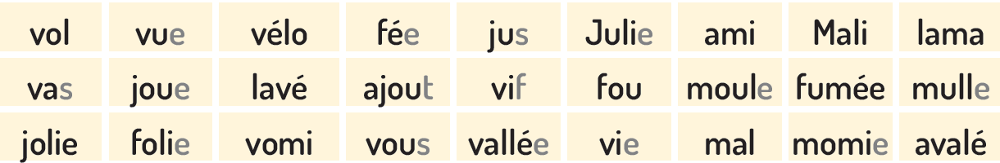 vol vue vélo fée jus Julie ami Mali lama
vas joue lavé ajout vif fou moule fumée mulle
jolie folie vomi vous vallée vie mal momie avalé